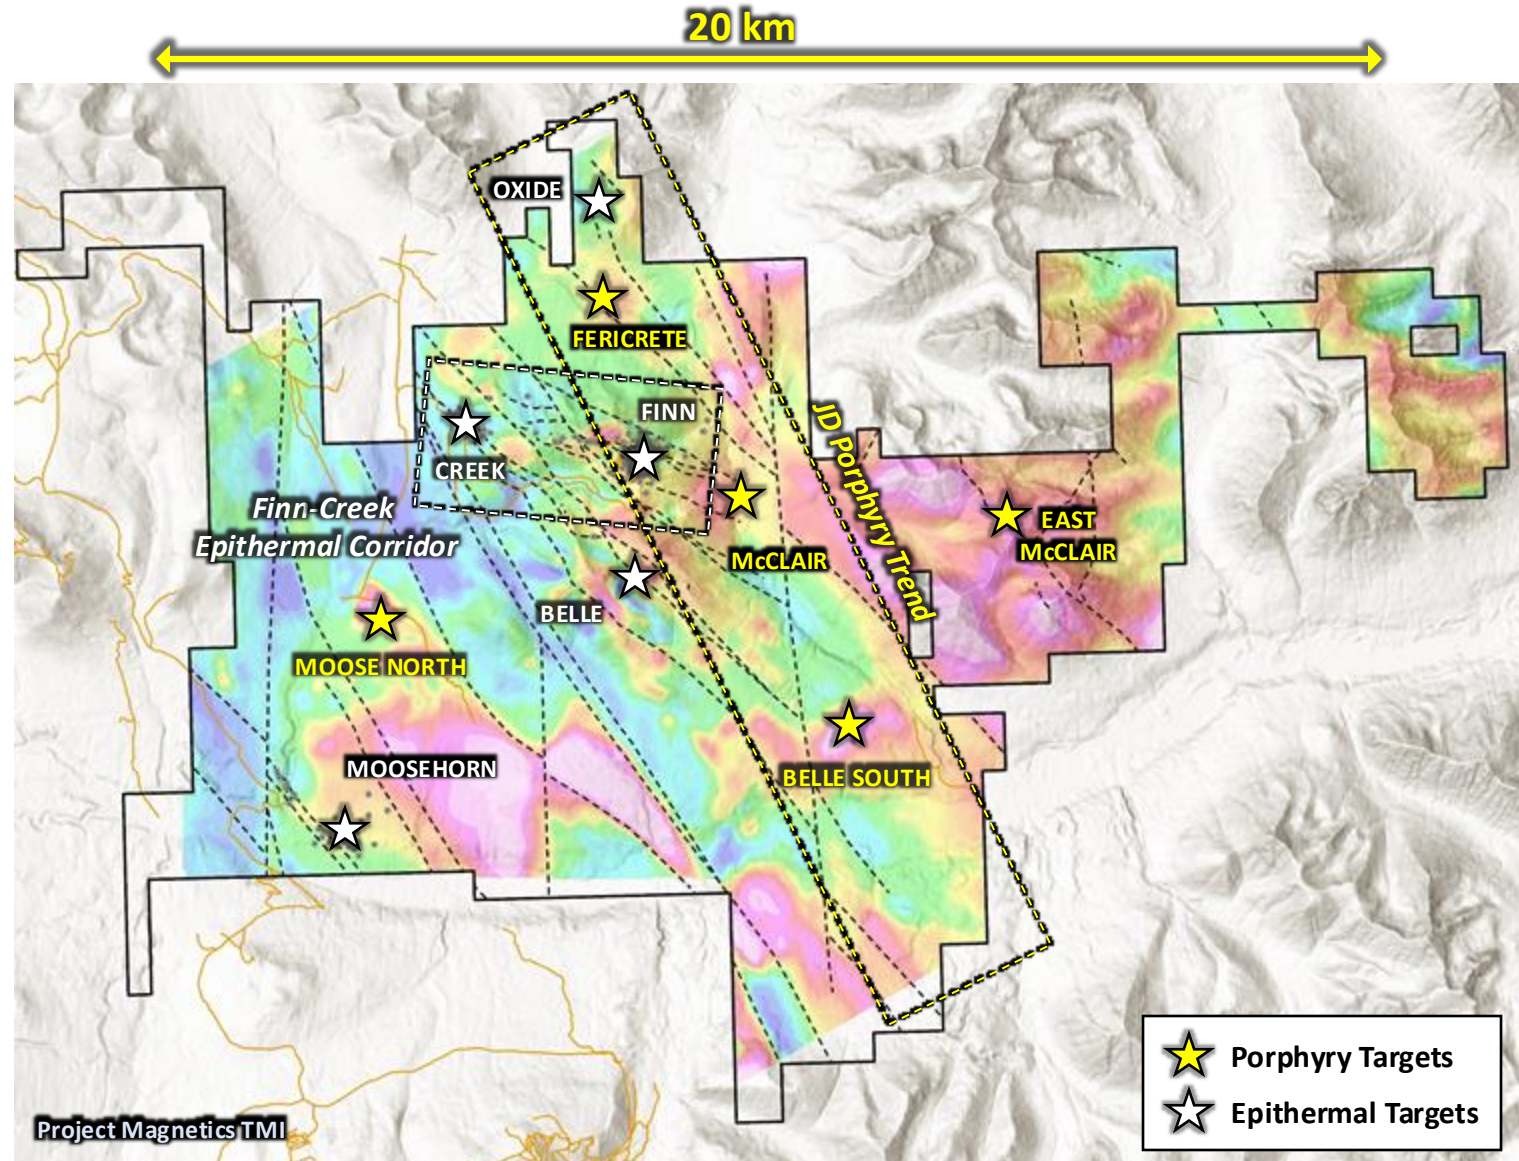 20 km
OXIDE
FERICRETE
FINN
CREEK
JD Porphyry Trend
Finn-Creek
Epithermal Corridor
EAST
McCLAIR
McCLAIR
BELLE
MOOSE NORTH
MOOSEHORN
BELLE SOUTH
Porphyry Targets
Epithermal Targets
Project Magnetics TMI